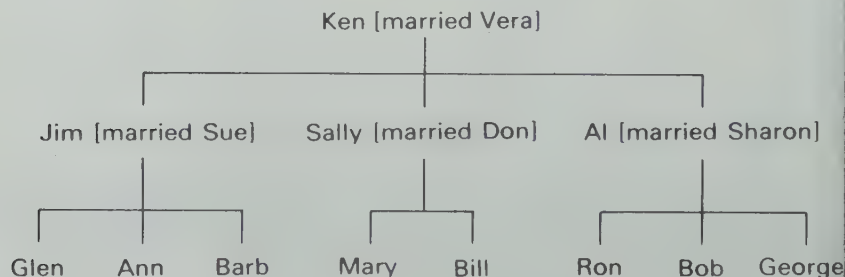 Ken [married Vera]
Jim [married Sue] Sally [married Don] Al [married Sharon]
Glen Ann Barb Mary Bill Ron Bob George